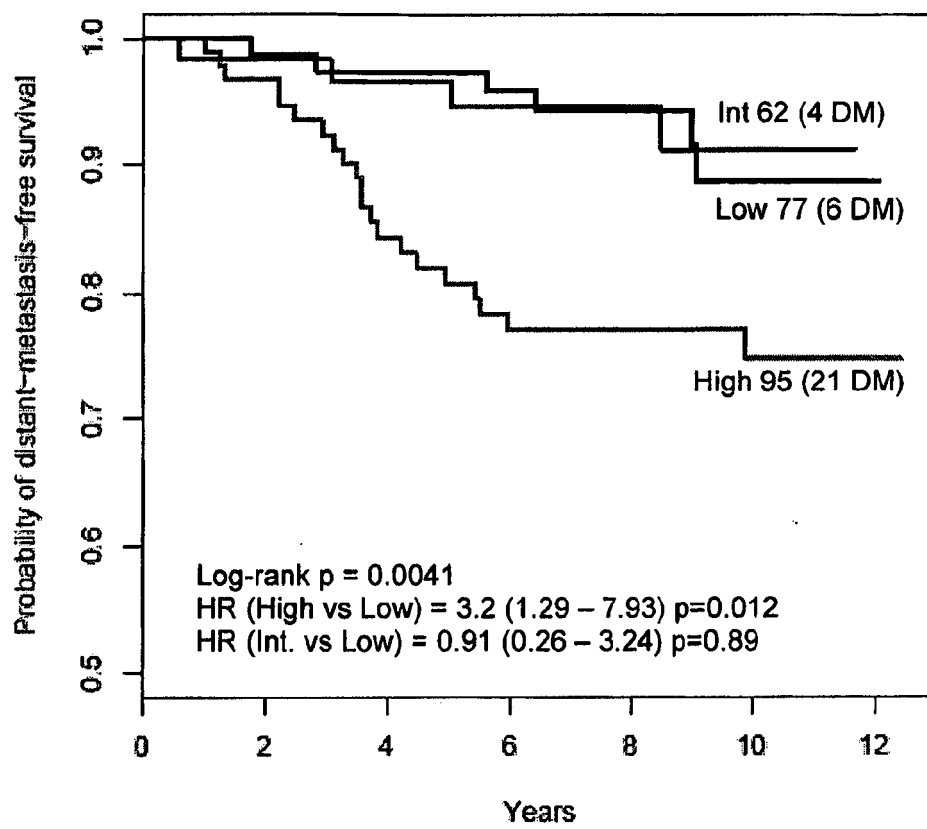 Probability of distant-metastasis-free survival
1.0
0.9
0.8
0.7
0.6
0.5
Int 62 (4 DM)
Low 77 (6 DM)
High 95 (21 DM)
Log-rank p = 0.0041
HR (High vs Low) = 3.2 (1.29 – 7.93) p=0.012
HR (Int. vs Low) = 0.91 (0.26 – 3.24) p=0.89
0 2 4 6 8 10 12
Years